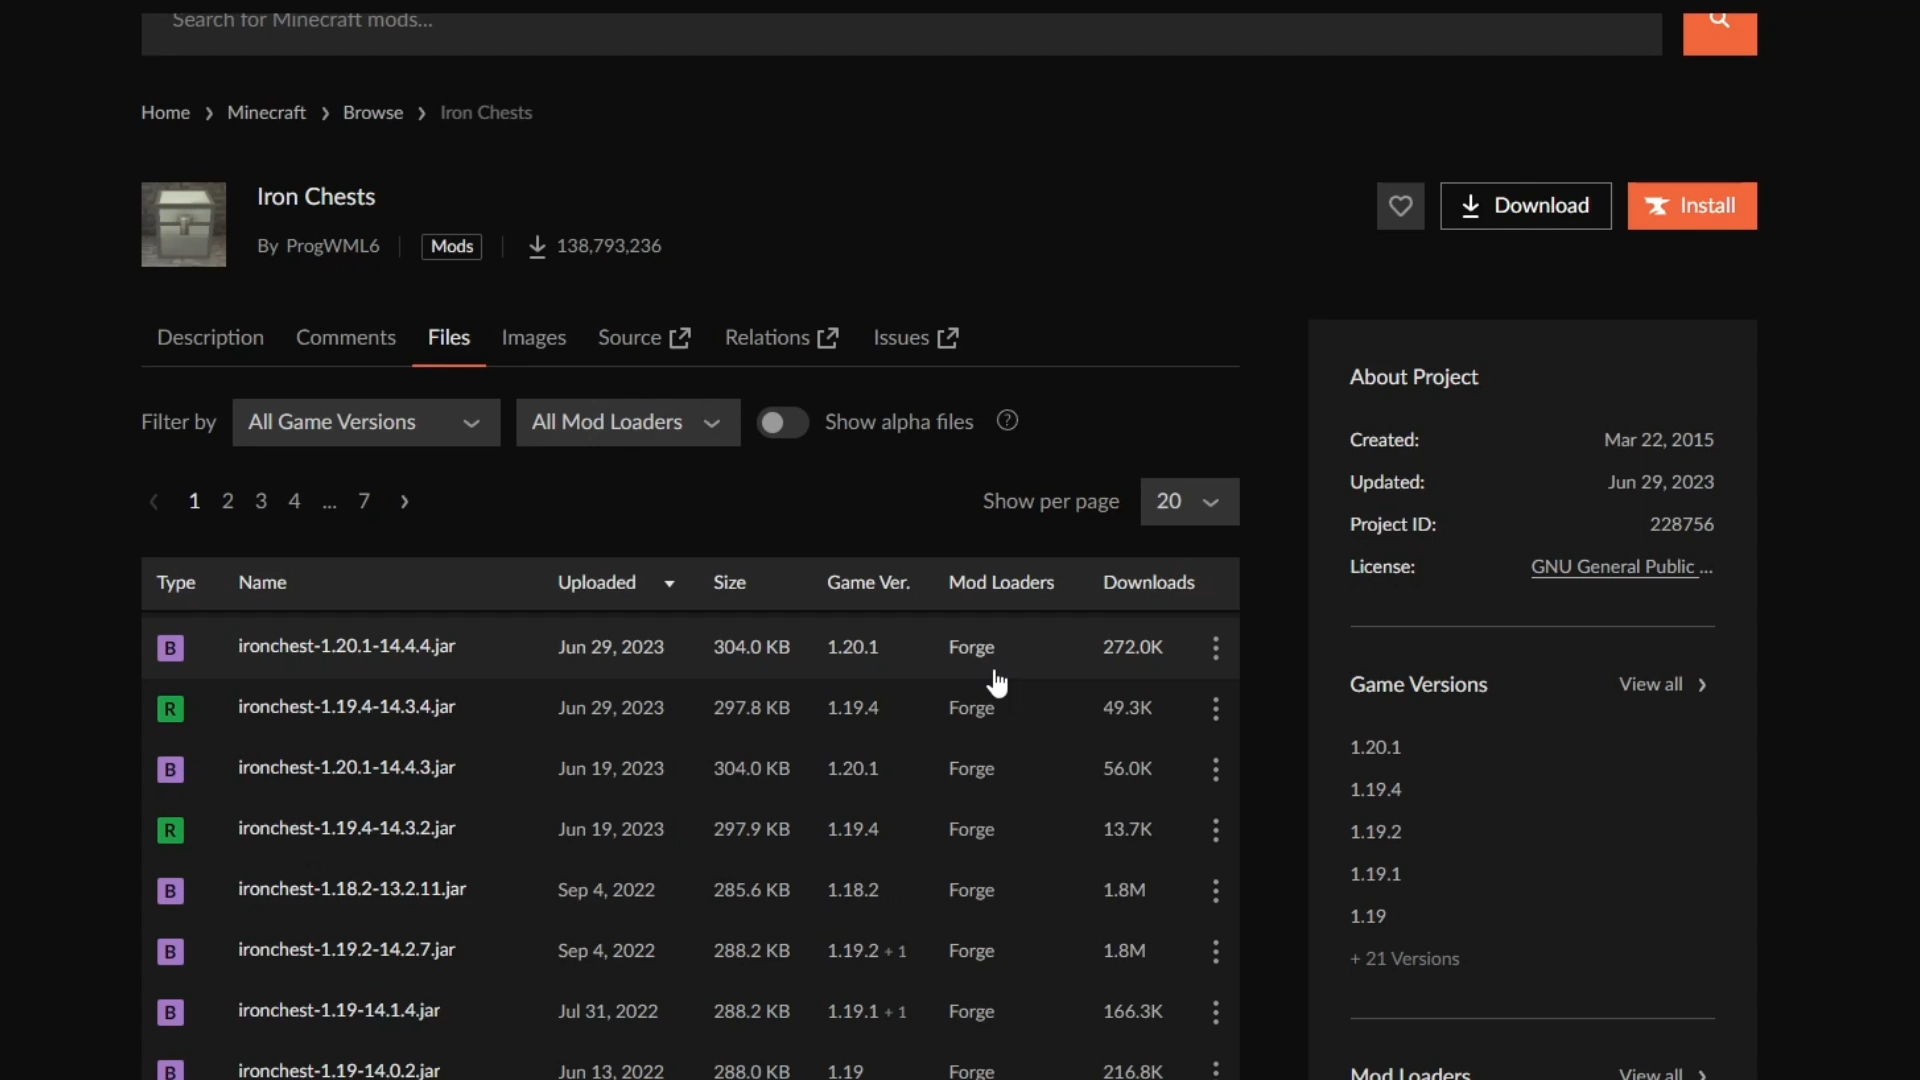 Search for Minecraft mods...
Home > Minecraft > Browse > Iron Chests
Iron Chests
By ProgWML6 Mods 138,793,236
Download
Install
Description Comments Files Images Source Relations Issues
Filter by All Game Versions All Mod Loaders Show alpha files ?
< 1 2 3 4 ... 7 >
Show per page 20
Type Name Uploaded Size Game Ver. Mod Loaders Downloads
B ironchest-1.20.1-14.4.4.jar Jun 29, 2023 304.0 KB 1.20.1 Forge 272.0K
R ironchest-1.19.4-14.3.4.jar Jun 29, 2023 297.8 KB 1.19.4 Forge 49.3K
B ironchest-1.20.1-14.4.3.jar Jun 19, 2023 304.0 KB 1.20.1 Forge 56.0K
R ironchest-1.19.4-14.3.2.jar Jun 19, 2023 297.9 KB 1.19.4 Forge 13.7K
B ironchest-1.18.2-13.2.11.jar Sep 4, 2022 285.6 KB 1.18.2 Forge 1.8M
B ironchest-1.19.2-14.2.7.jar Sep 4, 2022 288.2 KB 1.19.2 + 1 Forge 1.8M
B ironchest-1.19-14.1.4.jar Jul 31, 2022 288.2 KB 1.19.1 + 1 Forge 166.3K
B ironchest-1.19-14.0.2.jar Jun 13, 2022 288.0 KB 1.19 Forge 216.8K
About Project
Created: Mar 22, 2015
Updated: Jun 29, 2023
Project ID: 228756
License: GNU General Public ...
Game Versions View all >
1.20.1
1.19.4
1.19.2
1.19.1
1.19
+ 21 Versions
Mod Loaders View all >